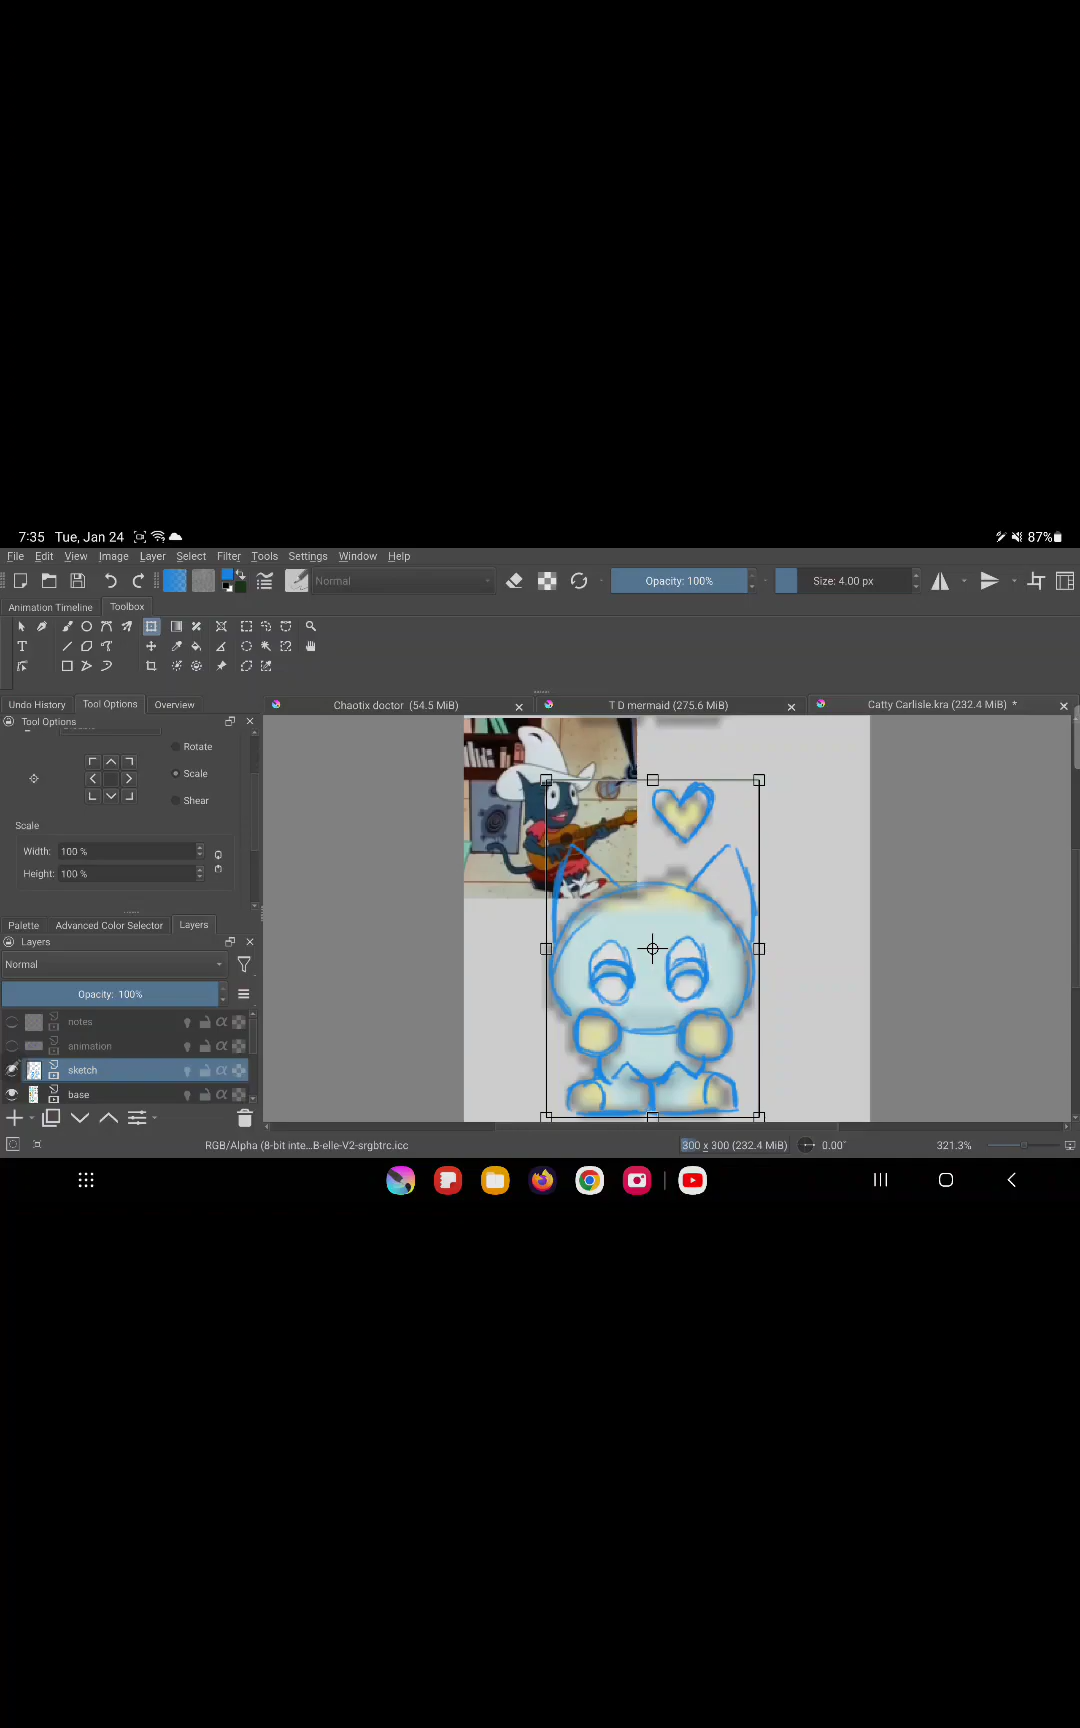 7:35 Tue, Jan 24
87%
File Edit View Image Layer Select Filter Tools Settings Window Help
Normal
Opacity: 100%
Size: 4.00 px
Animation Timeline Toolbox
Undo History Tool Options Overview
Chaotix doctor (54.5 MiB)
T D mermaid (275.6 MiB)
Catty Carlisle.kra (232.4 MiB) *
Tool Options
Rotate
Scale
Shear
Scale
Width: 100 %
Height: 100 %
Palette Advanced Color Selector Layers
Layers
Normal
Opacity: 100%
notes
animation
sketch
base
RGB/Alpha (8-bit inte...B-elle-V2-srgbtrc.icc
300 x 300 (232.4 MiB)
0.00°
321.3%